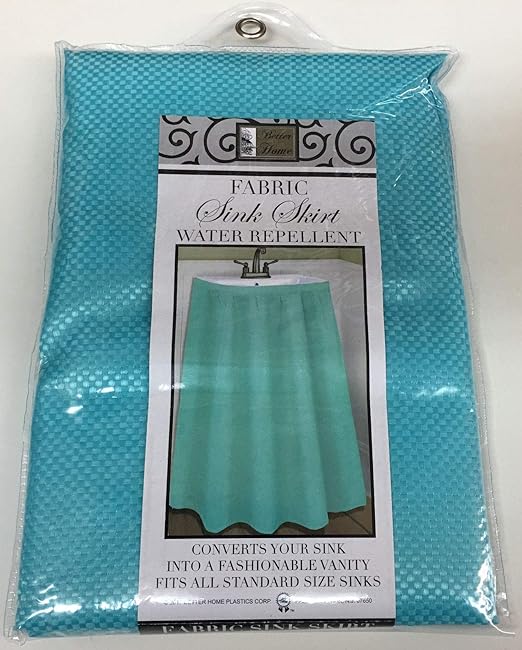 Better
Home
FABRIC
Sink Skirt
WATER REPELLENT
CONVERTS YOUR SINK
INTO A FASHIONABLE VANITY
FITS ALL STANDARD SIZE SINKS
BETTER HOME PLASTICS CORP.
07650
FABRIC SINK SKIRT